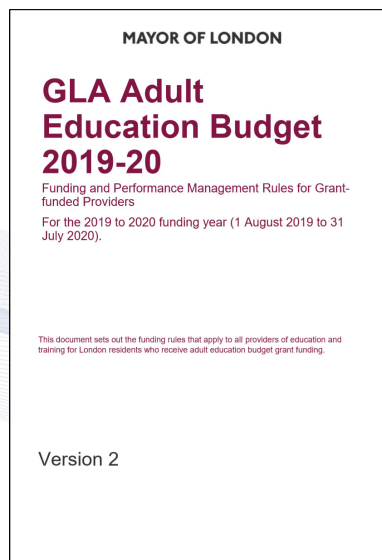 MAYOR OF LONDON
GLA Adult
Education Budget
2019-20
Funding and Performance Management Rules for Grant-
funded Providers
For the 2019 to 2020 funding year (1 August 2019 to 31
July 2020).
This document sets out the funding rules that apply to all providers of education and
training for London residents who receive adult education budget grant funding.
Version 2